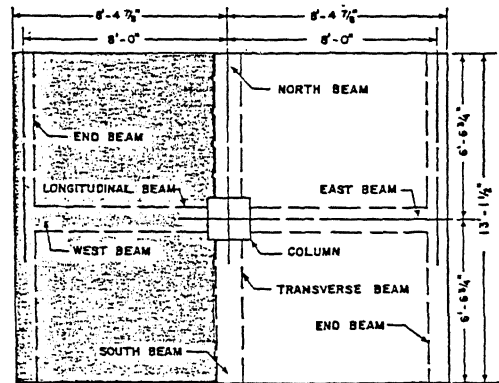 8'-4 7/8" 8'-4 7/8"
8'-0" 8'-0"
NORTH BEAM
END BEAM
6'-6 3/4"
LONGITUDINAL BEAM
EAST BEAM
13'-1 1/2"
WEST BEAM
COLUMN
TRANSVERSE BEAM
6'-6 3/4"
END BEAM
SOUTH BEAM